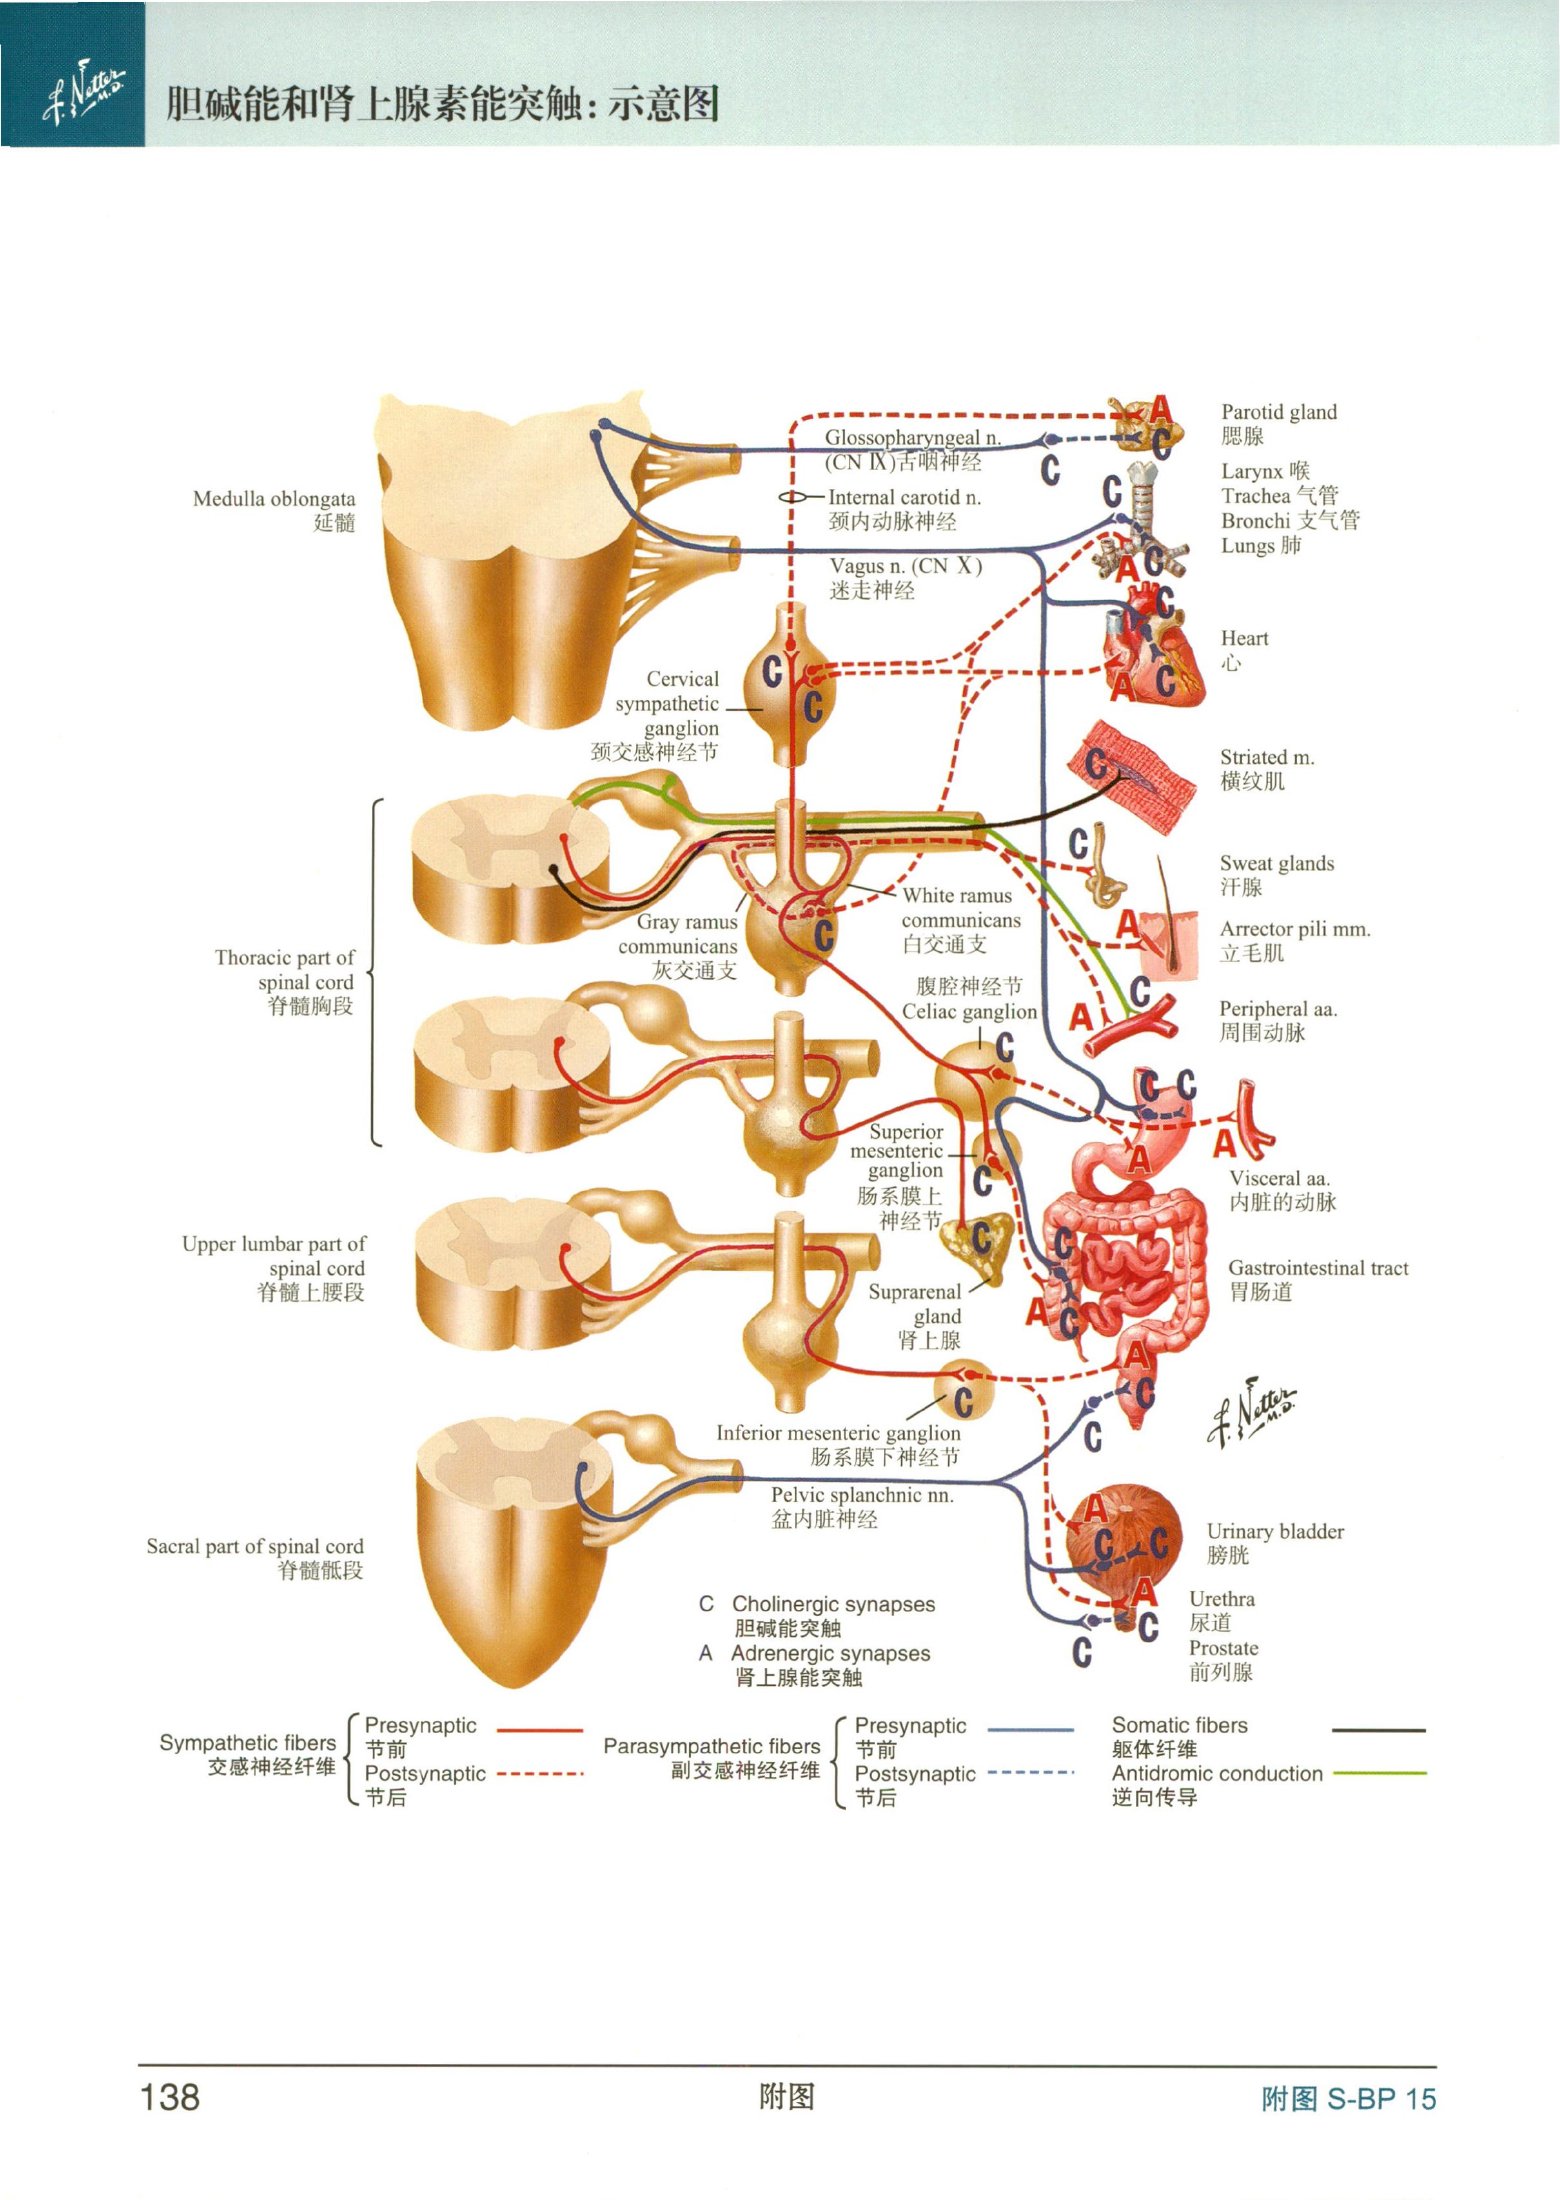 F. Netter M.D.
胆碱能和肾上腺素能突触: 示意图
Medulla oblongata
延髓
Glossopharyngeal n.
(CN Ⅸ)舌咽神经
Internal carotid n.
颈内动脉神经
Vagus n. (CN Ⅹ)
迷走神经
Cervical
sympathetic
ganglion
颈交感神经节
C
C
A
C
C
C
A
C
C
A
C
C
C
A
C
A
Parotid gland
腮腺
Larynx 喉
Trachea 气管
Bronchi 支气管
Lungs 肺
Heart
心
Striated m.
横纹肌
Sweat glands
汗腺
Arrector pili mm.
立毛肌
Peripheral aa.
周围动脉
Thoracic part of
spinal cord
脊髓胸段
Gray ramus
communicans
灰交通支
C
White ramus
communicans
白交通支
腹腔神经节
Celiac ganglion
C
Superior
mesenteric
ganglion
肠系膜上
神经节
C
C
Suprarenal
gland
肾上腺
C
C
A
A
Visceral aa.
内脏的动脉
Upper lumbar part of
spinal cord
脊髓上腰段
C
A
C
Gastrointestinal tract
胃肠道
A
C
C
C
Inferior mesenteric ganglion
肠系膜下神经节
F. Netter M.D.
Pelvic splanchnic nn.
盆内脏神经
Sacral part of spinal cord
脊髓骶段
A
C
C
A
C
C
Urinary bladder
膀胱
Urethra
尿道
Prostate
前列腺
C Cholinergic synapses
胆碱能突触
A Adrenergic synapses
肾上腺能突触
Sympathetic fibers
交感神经纤维
Presynaptic
节前
Postsynaptic
节后
Parasympathetic fibers
副交感神经纤维
Presynaptic
节前
Postsynaptic
节后
Somatic fibers
躯体纤维
Antidromic conduction
逆向传导
138
附图
附图 S-BP 15